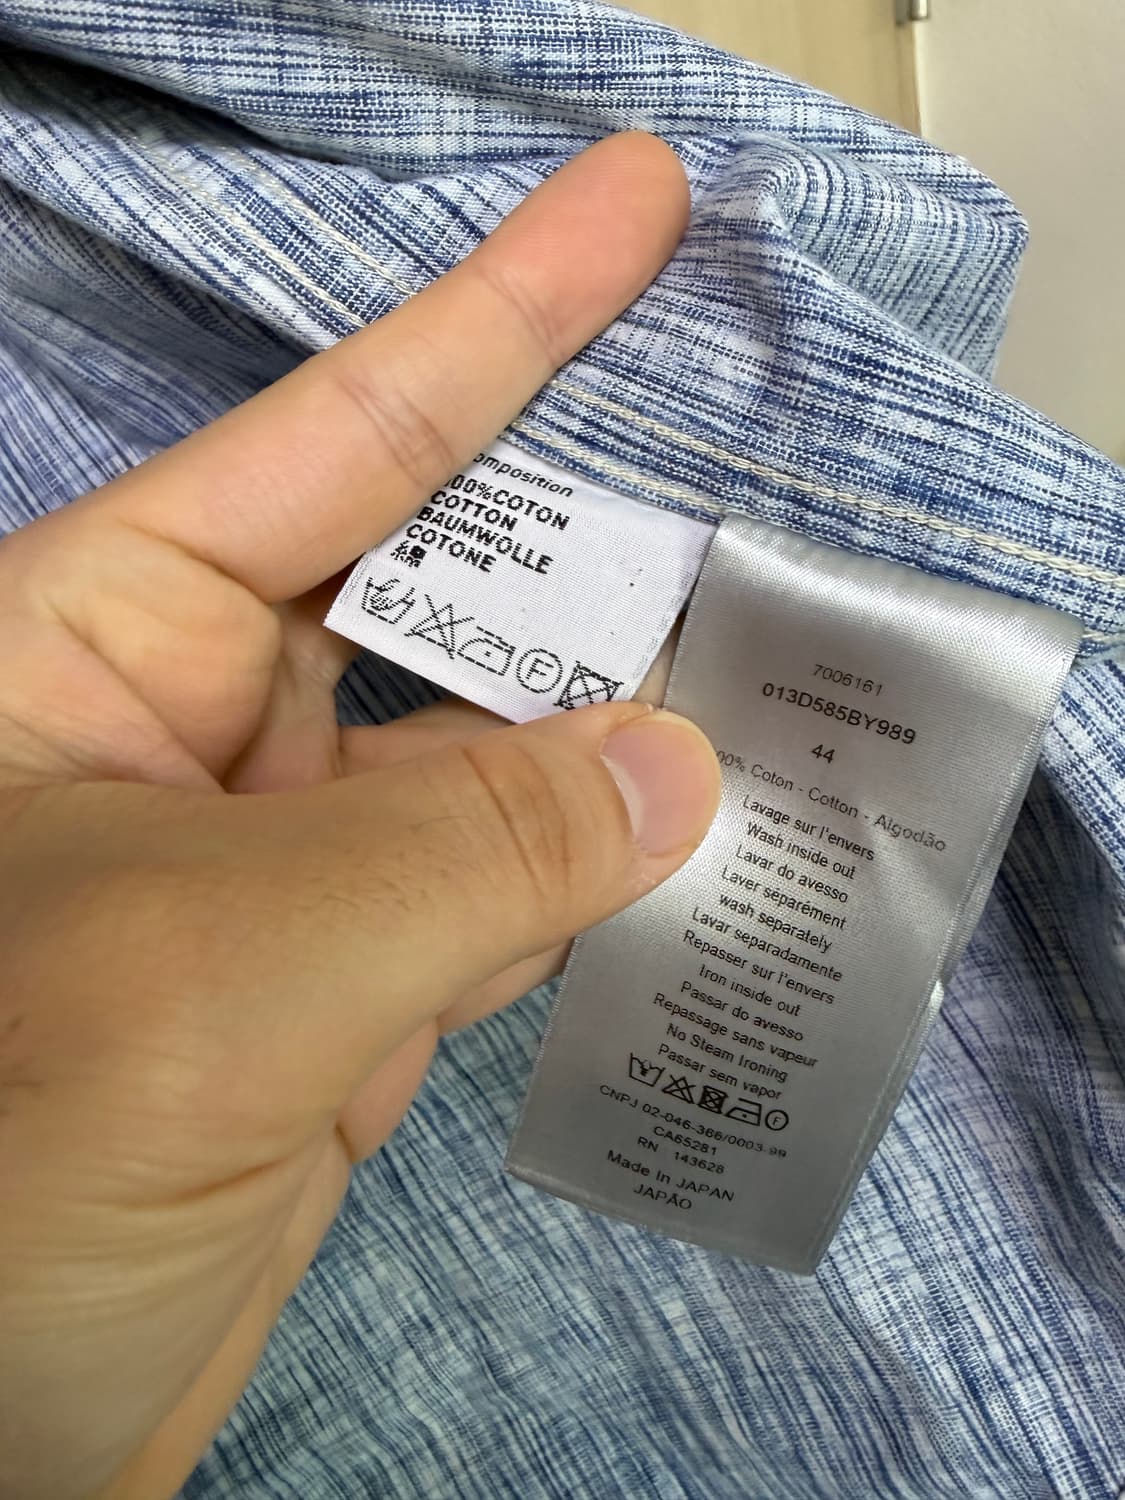 omposition
100%COTON
COTTON
BAUMWOLLE
COTONE
綿
F
7006161
013D585BY989
44
00% Coton - Cotton - Algodão
Lavage sur l'envers
Wash inside out
Lavar do avesso
Laver séparément
wash separately
Lavar separadamente
Repasser sur l'envers
Iron inside out
Passar do avesso
Repassage sans vapeur
No Steam Ironing
Passar sem vapor
F
CNPJ 02-046-366/0003-99
CA65281
RN 143628
Made In JAPAN
JAPÃO